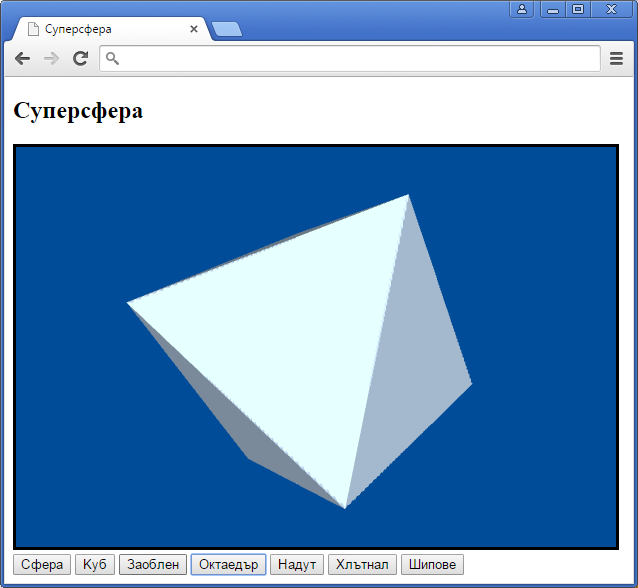 Суперсфера
Суперсфера
Сфера Куб Заоблен Октаедър Надут Хлътнал Шипове